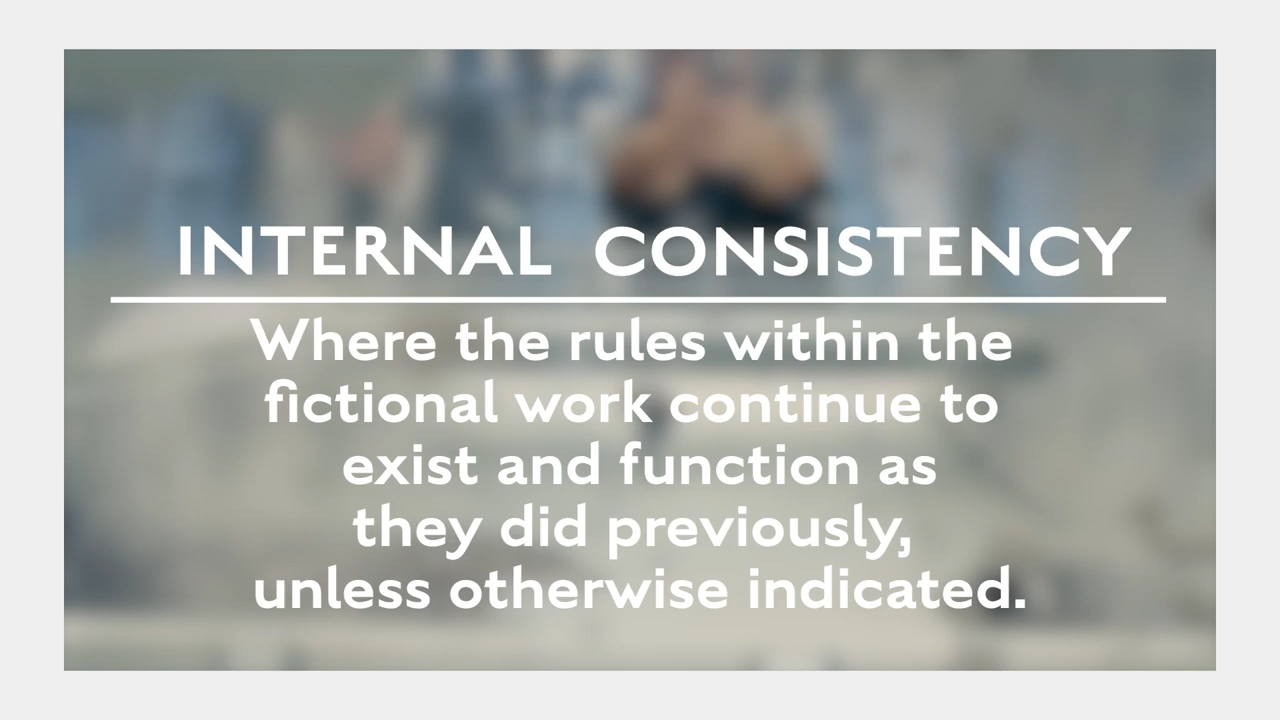 INTERNAL CONSISTENCY
Where the rules within the
fictional work continue to
exist and function as
they did previously,
unless otherwise indicated.